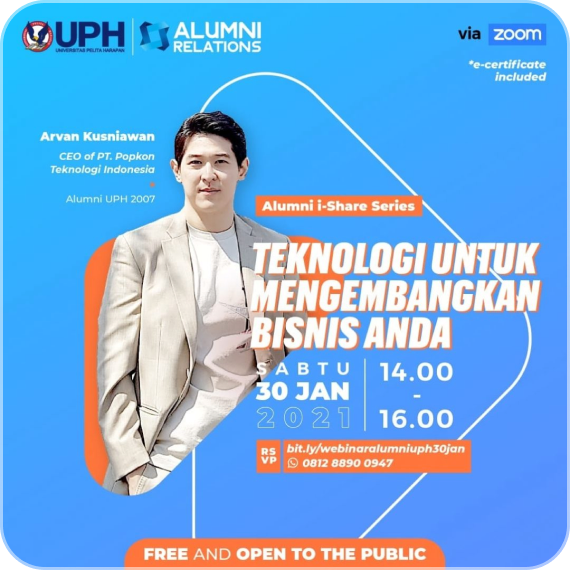 UPH
UNIVERSITAS PELITA HARAPAN
ALUMNI
RELATIONS
via zoom
*e-certificate
included
Arvan Kusniawan
CEO of PT. Popkon
Teknologi Indonesia
Alumni UPH 2007
Alumni i-Share Series
TEKNOLOGI UNTUK
MENGEMBANGKAN
BISNIS ANDA
SABTU
30 JAN
2021
14.00
-
16.00
RSVP
bit.ly/webinaralumniuph30jan
0812 8890 0947
FREE AND OPEN TO THE PUBLIC